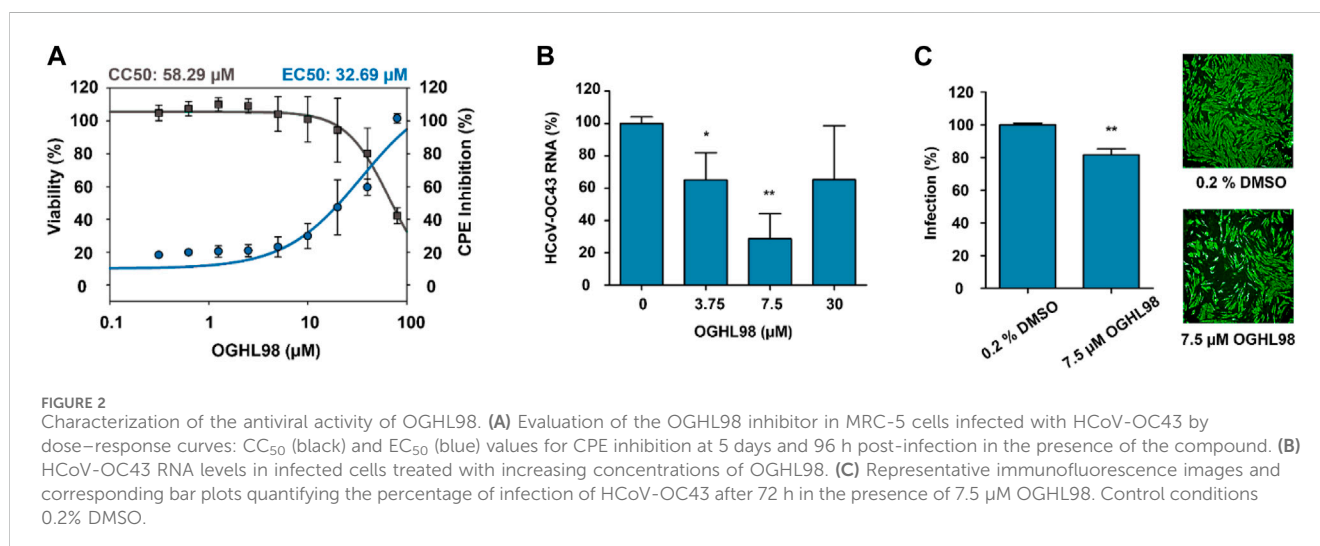 A
CC50: 58.29 µM EC50: 32.69 µM
120 120
100 100
80 80
60 60
40 40
20 20
0 0
Viability (%)
CPE Inhibition (%)
0.1 1 10 100
OGHL98 (µM)
B
120
100
80
60
40
20
0
HCoV-OC43 RNA (%)
*
**
0 3.75 7.5 30
OGHL98 (µM)
C
120
100
80
60
40
20
0
Infection (%)
**
0.2 % DMSO
7.5 µM OGHL98
0.2 % DMSO
7.5 µM OGHL98
FIGURE 2
Characterization of the antiviral activity of OGHL98. (A) Evaluation of the OGHL98 inhibitor in MRC-5 cells infected with HCoV-OC43 by
dose–response curves: CC50 (black) and EC50 (blue) values for CPE inhibition at 5 days and 96 h post-infection in the presence of the compound. (B)
HCoV-OC43 RNA levels in infected cells treated with increasing concentrations of OGHL98. (C) Representative immunofluorescence images and
corresponding bar plots quantifying the percentage of infection of HCoV-OC43 after 72 h in the presence of 7.5 µM OGHL98. Control conditions
0.2% DMSO.